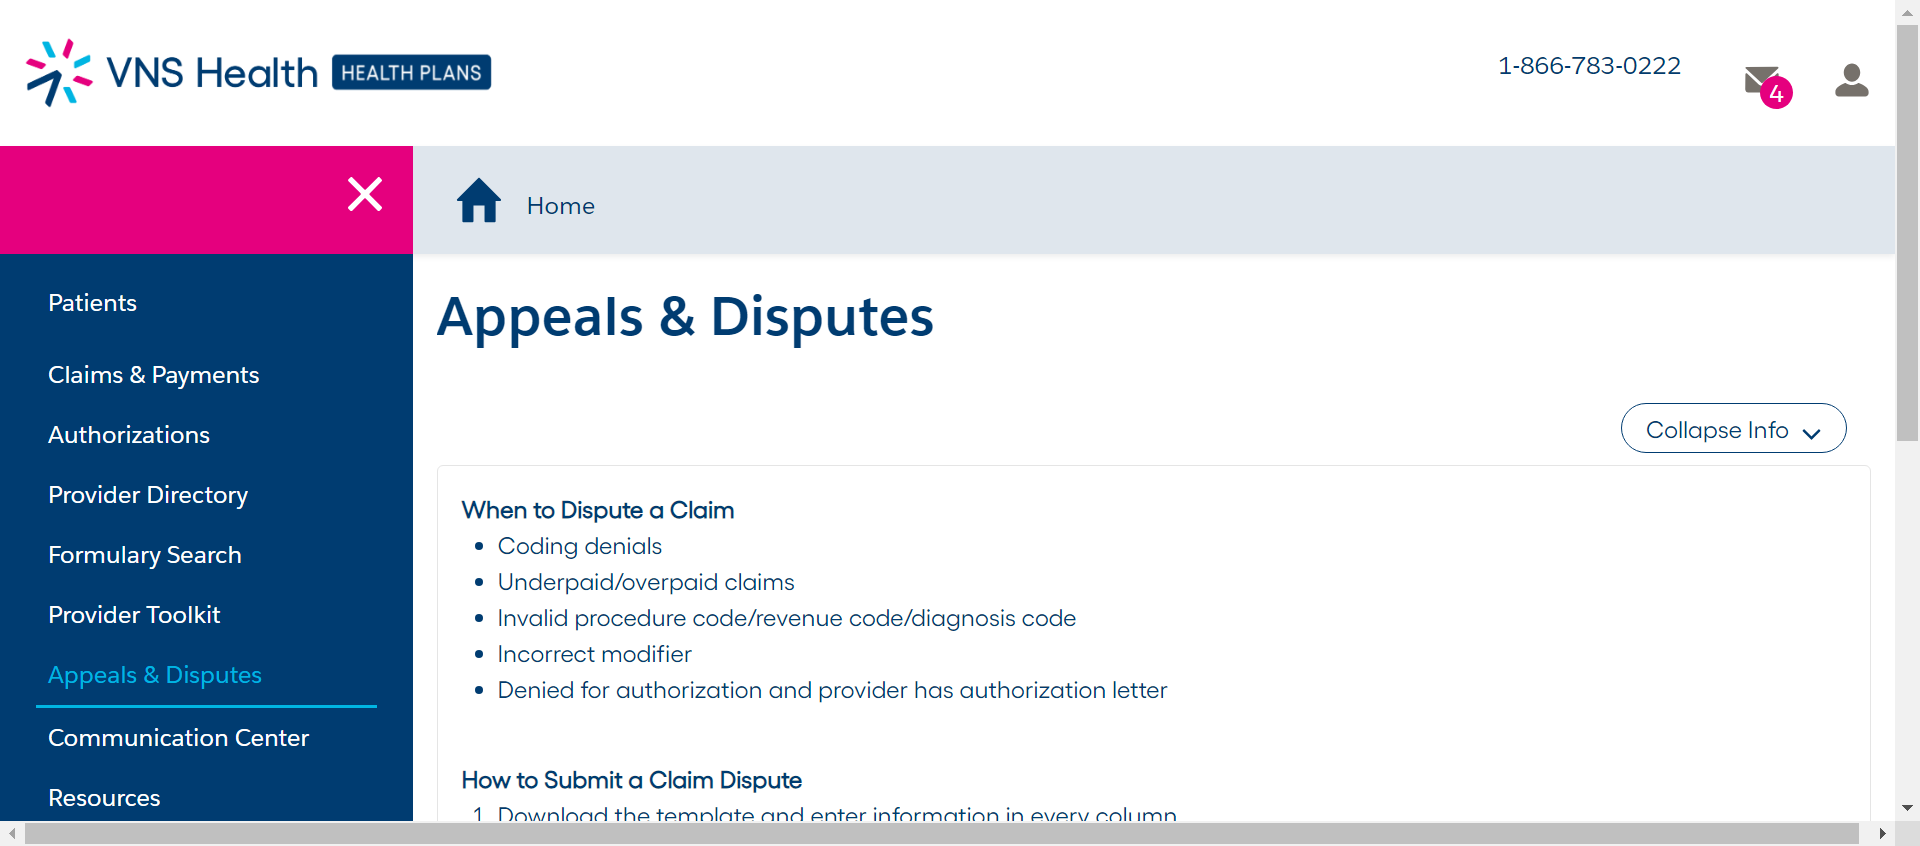 VNS Health HEALTH PLANS
1-866-783-0222
4
Home
Patients
Claims & Payments
Authorizations
Provider Directory
Formulary Search
Provider Toolkit
Appeals & Disputes
Communication Center
Resources
Appeals & Disputes
Collapse Info
When to Dispute a Claim
• Coding denials
• Underpaid/overpaid claims
• Invalid procedure code/revenue code/diagnosis code
• Incorrect modifier
• Denied for authorization and provider has authorization letter
How to Submit a Claim Dispute
1. Download the template and enter information in every column